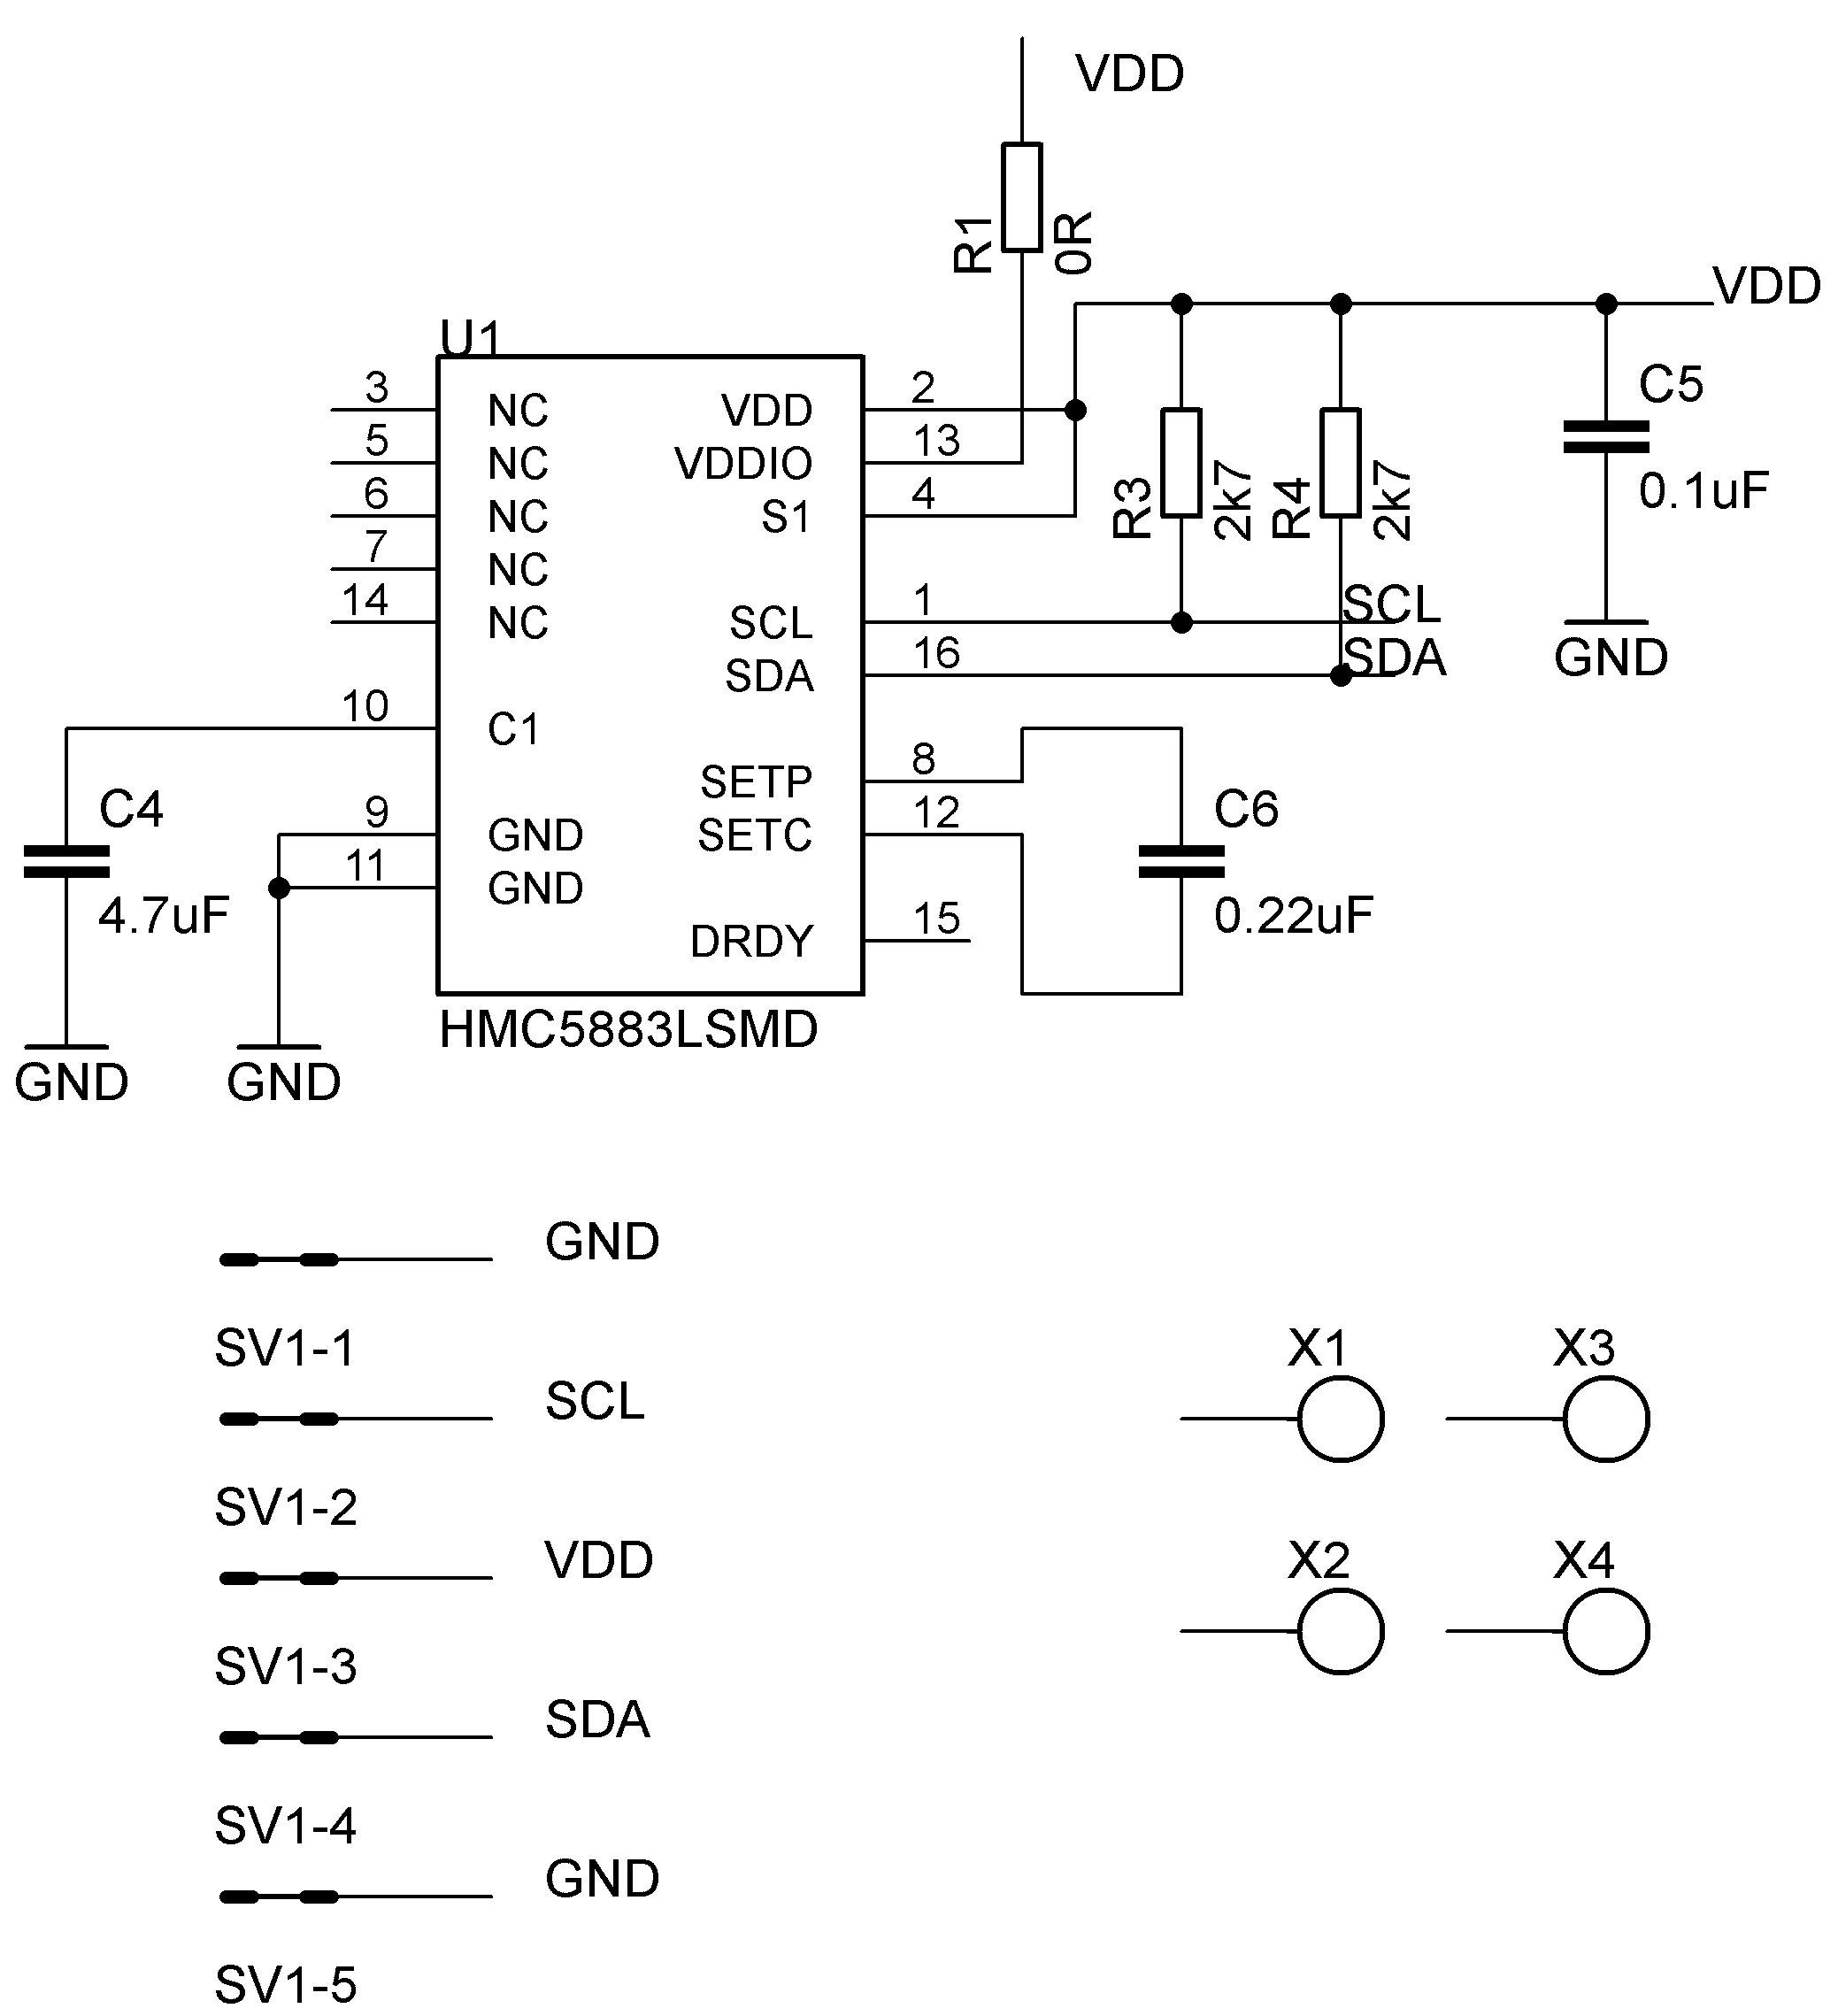 VDD
R1
0R
VDD
U1
3 NC VDD 2
5 NC VDDIO 13
6 NC S1 4
7 NC
14 NC SCL 1
SDA 16
10 C1
SETP 8
9 GND SETC 12
11 GND
DRDY 15
HMC5883LSMD
R3
2k7
R4
2k7
C5
0.1uF
SCL
SDA
GND
C4
4.7uF
C6
0.22uF
GND
GND
GND
SV1-1
SCL
SV1-2
VDD
SV1-3
SDA
SV1-4
GND
SV1-5
X1 X3
X2 X4